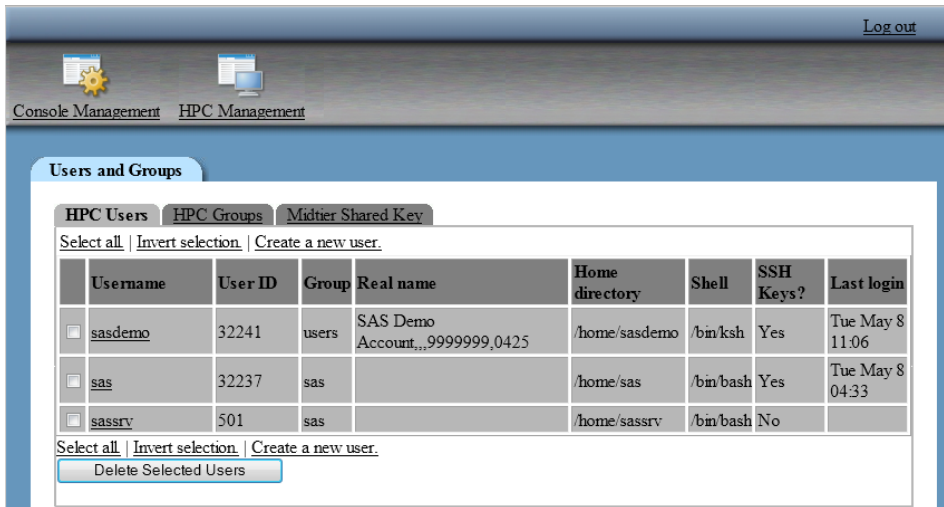 Log out
Console Management HPC Management
Users and Groups
HPC Users HPC Groups Midtier Shared Key
Select all. | Invert selection. | Create a new user.
Username User ID Group Real name Home directory Shell SSH Keys? Last login
sasdemo 32241 users SAS Demo Account,,,9999999,0425 /home/sasdemo /bin/ksh Yes Tue May 8 11:06
sas 32237 sas /home/sas /bin/bash Yes Tue May 8 04:33
sassrv 501 sas /home/sassrv /bin/bash No
Select all. | Invert selection. | Create a new user.
Delete Selected Users